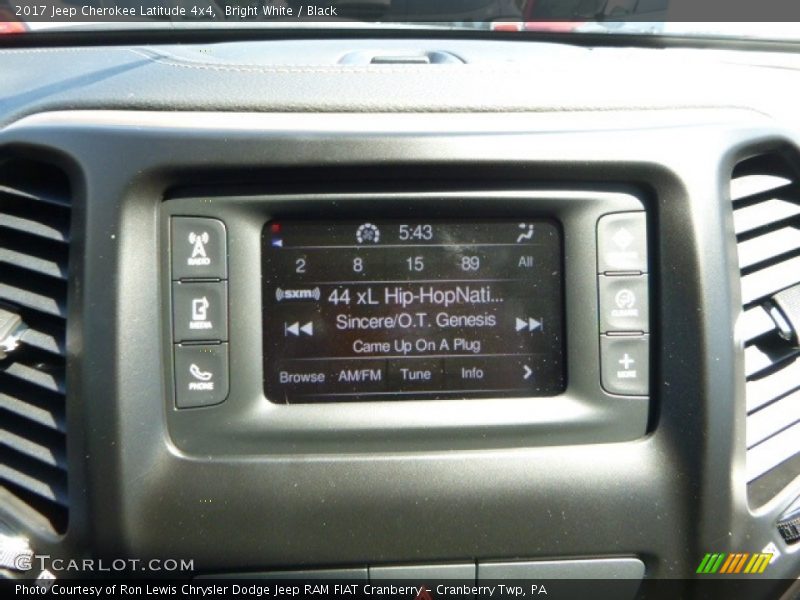 2017 Jeep Cherokee Latitude 4x4, Bright White / Black
5:43
2 8 15 89 All
((sxm)) 44 xL Hip-HopNati...
Sincere/O.T. Genesis
Came Up On A Plug
Browse AM/FM Tune Info
RADIO
MEDIA
PHONE
CLIMATE
MORE
GTCARLOT.COM
Photo Courtesy of Ron Lewis Chrysler Dodge Jeep RAM FIAT Cranberry - Cranberry Twp, PA